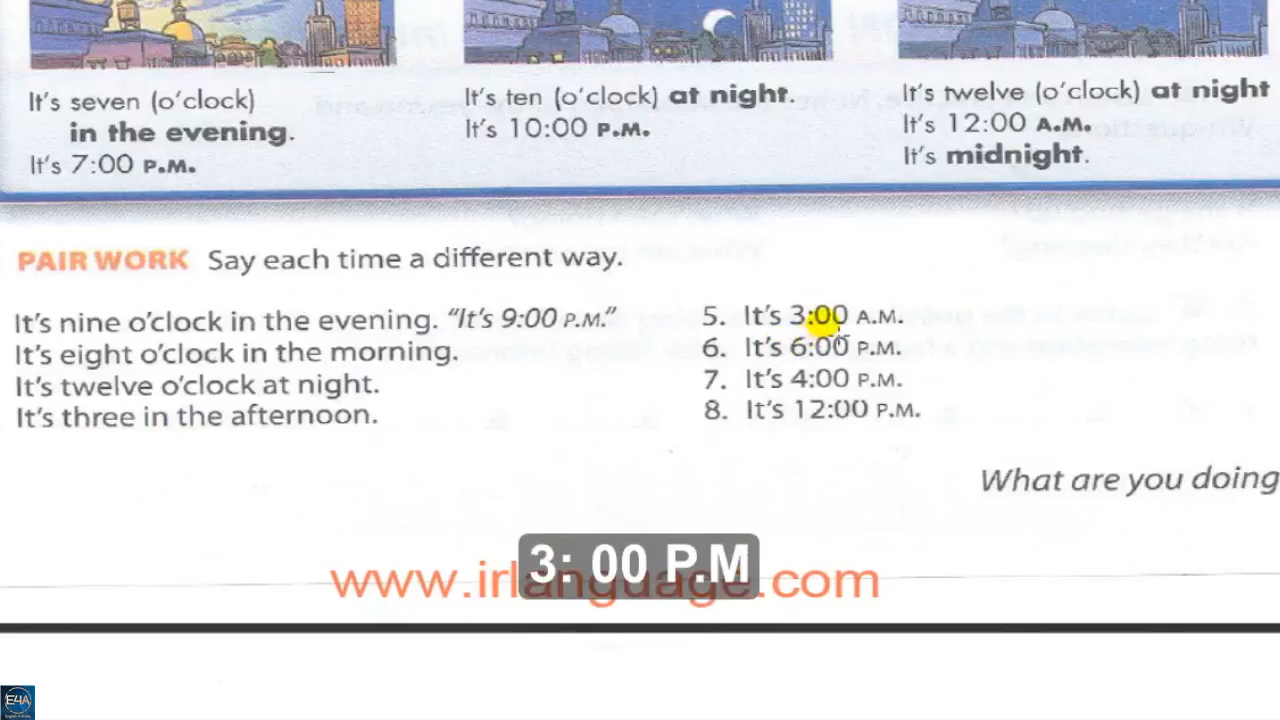 It's seven (o'clock)
in the evening.
It's 7:00 P.M.
It's ten (o'clock) at night.
It's 10:00 P.M.
It's twelve (o'clock) at night
It's 12:00 A.M.
It's midnight.
PAIR WORK Say each time a different way.
It's nine o'clock in the evening. "It's 9:00 P.M."
It's eight o'clock in the morning.
It's twelve o'clock at night.
It's three in the afternoon.
5. It's 3:00 A.M.
6. It's 6:00 P.M.
7. It's 4:00 P.M.
8. It's 12:00 P.M.
What are you doing
3: 00 P.M
www.irlanguage.com
E4A